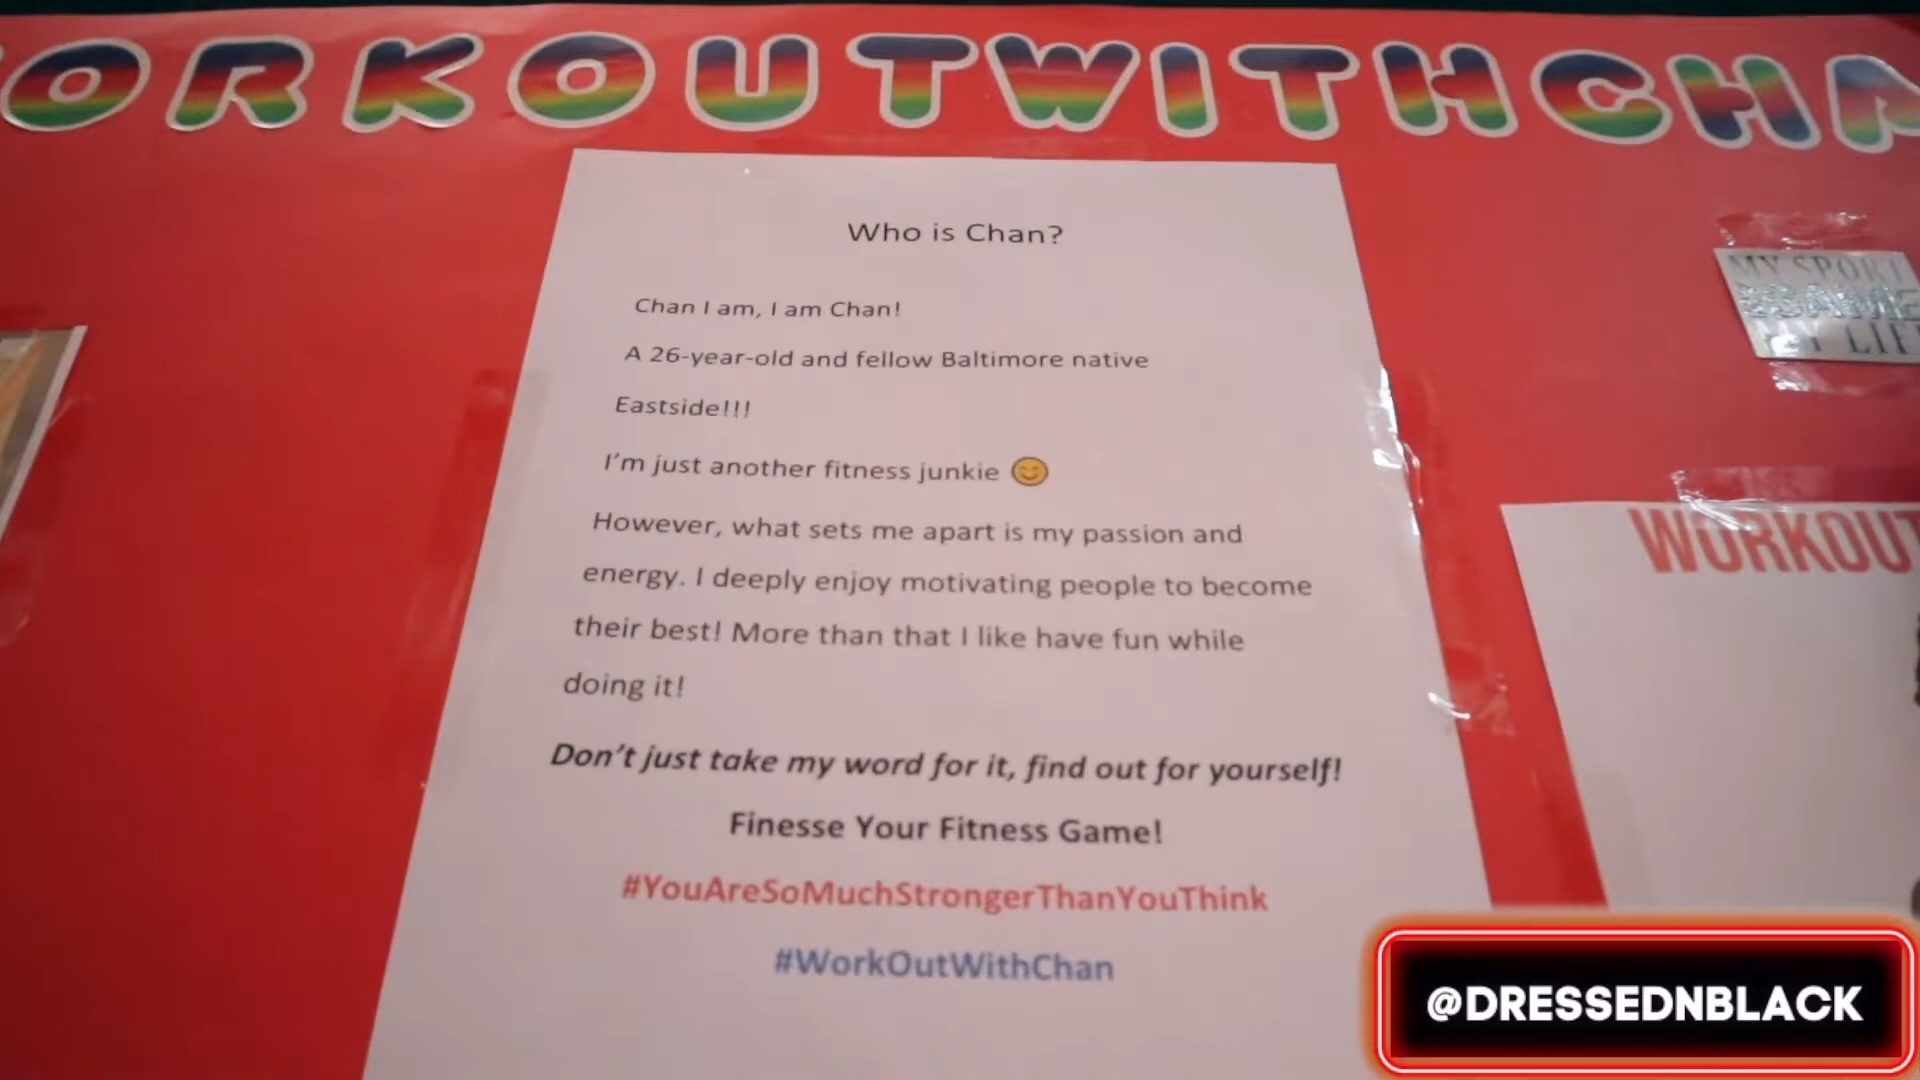 ORKOUTWITHCHA
Who is Chan?
Chan I am, I am Chan!
A 26-year-old and fellow Baltimore native
Eastside!!!
I'm just another fitness junkie 😊
However, what sets me apart is my passion and
energy. I deeply enjoy motivating people to become
their best! More than that I like have fun while
doing it!
Don't just take my word for it, find out for yourself!
Finesse Your Fitness Game!
#YouAreSoMuchStrongerThanYouThink
#WorkOutWithChan
MY SPORT
MY LIF
WORKOUT
@DRESSEDNBLACK